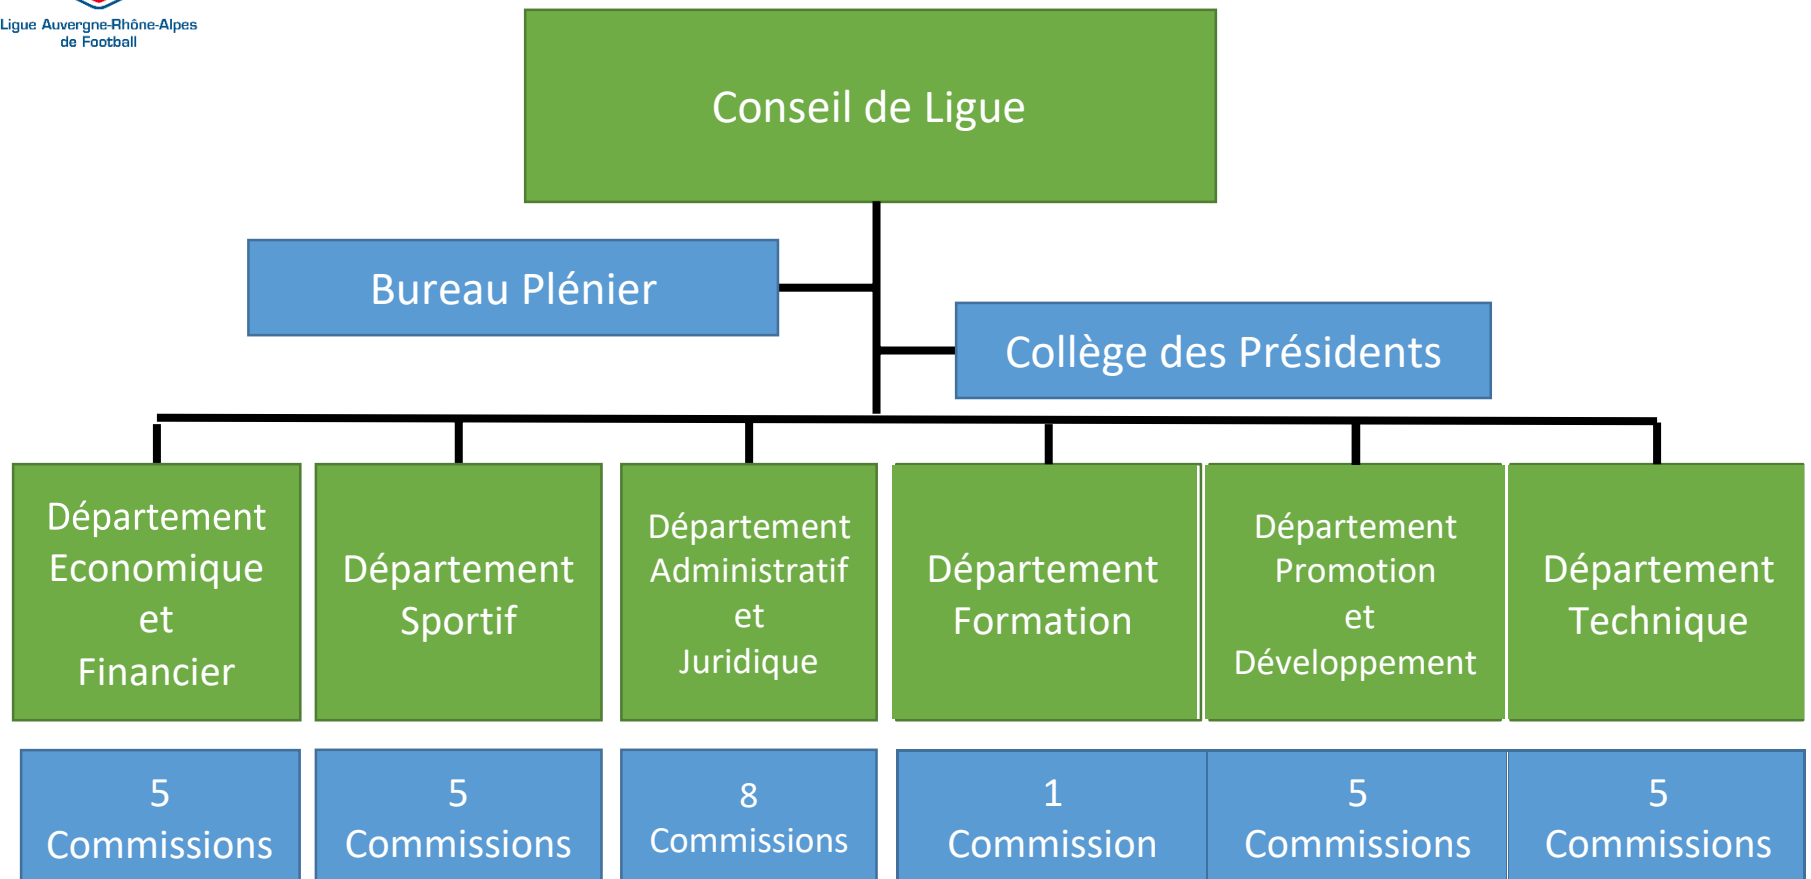 Ligue Auvergne-Rhône-Alpes
de Football
Conseil de Ligue
Bureau Plénier
Collège des Présidents
Département
Economique
et
Financier
Département
Sportif
Département
Administratif
et
Juridique
Département
Formation
Département
Promotion
et
Développement
Département
Technique
5
Commissions
5
Commissions
8
Commissions
1
Commission
5
Commissions
5
Commissions